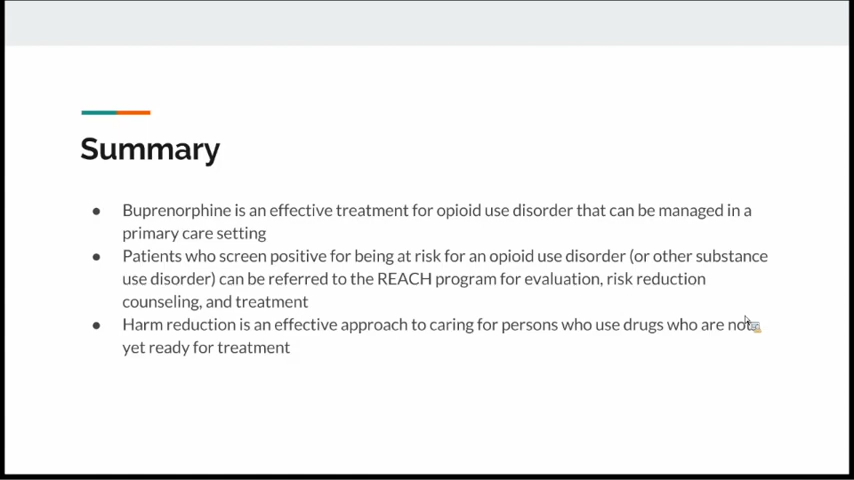 Summary
● Buprenorphine is an effective treatment for opioid use disorder that can be managed in a
primary care setting
● Patients who screen positive for being at risk for an opioid use disorder (or other substance
use disorder) can be referred to the REACH program for evaluation, risk reduction
counseling, and treatment
● Harm reduction is an effective approach to caring for persons who use drugs who are not
yet ready for treatment